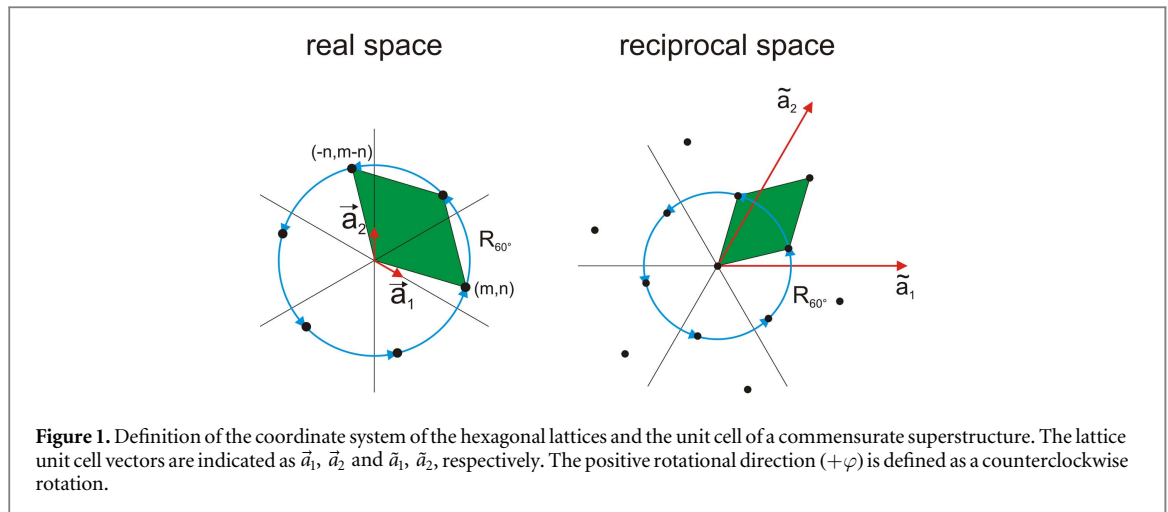 real space
reciprocal space
ã₂
(-n,m-n)
a⃗₂
R₆₀°
a⃗₁
(m,n)
ã₁
R₆₀°
Figure 1. Definition of the coordinate system of the hexagonal lattices and the unit cell of a commensurate superstructure. The lattice
unit cell vectors are indicated as a⃗₁, a⃗₂ and ã₁, ã₂, respectively. The positive rotational direction (+φ) is defined as a counterclockwise
rotation.